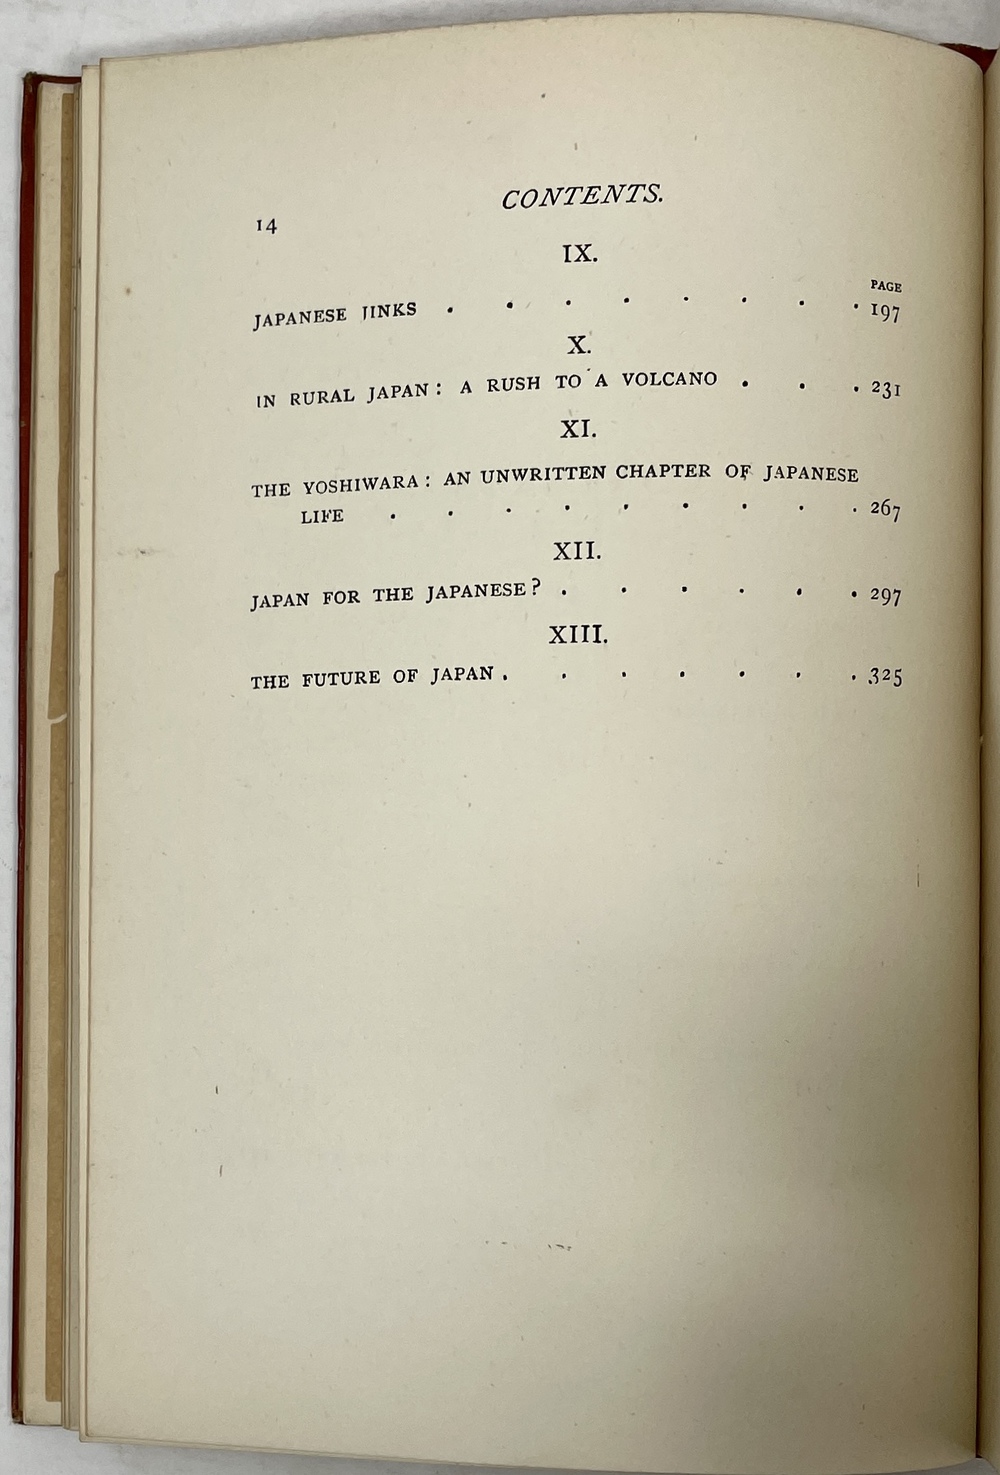 CONTENTS.
14
IX.
PAGE
JAPANESE JINKS . . . . . . . . 197
X.
IN RURAL JAPAN: A RUSH TO A VOLCANO . . . 231
XI.
THE YOSHIWARA: AN UNWRITTEN CHAPTER OF JAPANESE
LIFE . . . . . . . . . 267
XII.
JAPAN FOR THE JAPANESE? . . . . . . 297
XIII.
THE FUTURE OF JAPAN . . . . . . . 325